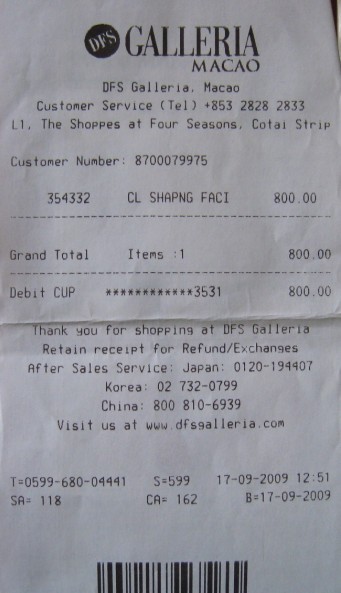 DFS GALLERIA
MACAO
DFS Galleria, Macao
Customer Service (Tel) +853 2828 2833
L1, The Shoppes at Four Seasons, Cotai Strip
Customer Number: 8700079975
354332 CL SHAPNG FACI 800.00
Grand Total Items :1 800.00
Debit CUP ************3531 800.00
Thank you for shopping at DFS Galleria
Retain receipt for Refund/Exchanges
After Sales Service: Japan: 0120-194407
Korea: 02 732-0799
China: 800 810-6939
Visit us at www.dfsgalleria.com
T=0599-680-04441 S=599 17-09-2009 12:51
SA= 118 CA= 162 B=17-09-2009